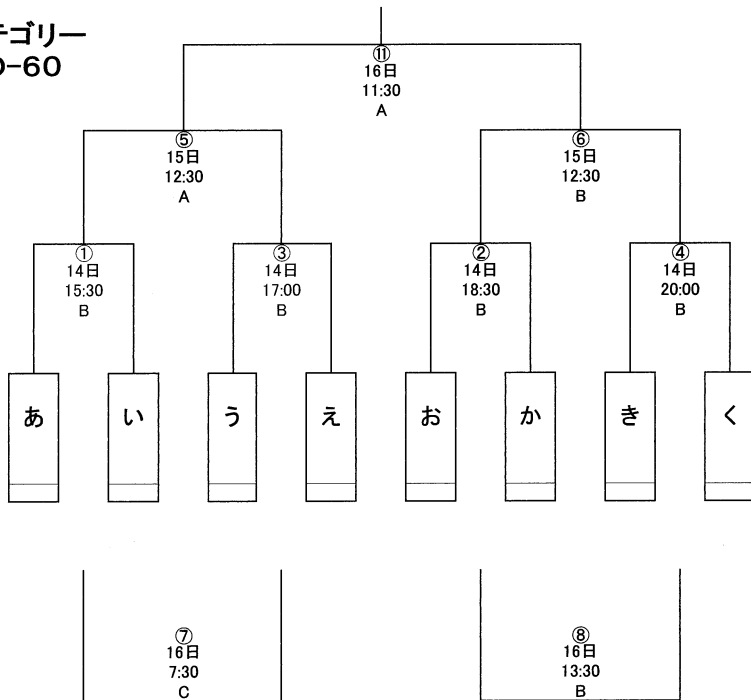 テゴリー
0-60
⑪
16日
11:30
A
⑤
15日
12:30
A
⑥
15日
12:30
B
①
14日
15:30
B
③
14日
17:00
B
②
14日
18:30
B
④
14日
20:00
B
あ い う え お か き く
⑦
16日
7:30
C
⑧
16日
13:30
B